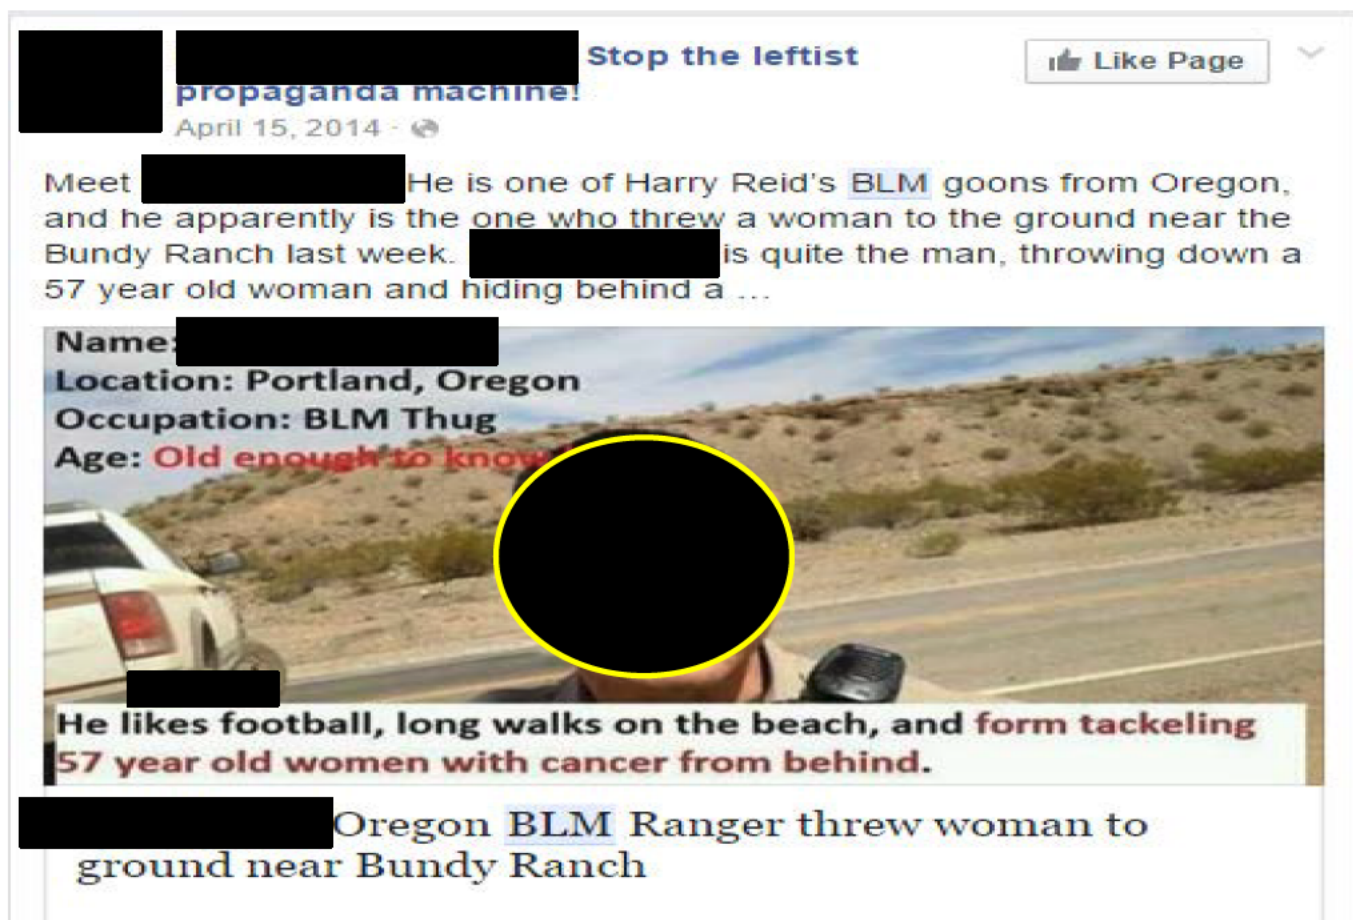 Stop the leftist
propaganda machine!
Like Page
April 15, 2014 ·
Meet He is one of Harry Reid's BLM goons from Oregon,
and he apparently is the one who threw a woman to the ground near the
Bundy Ranch last week. is quite the man, throwing down a
57 year old woman and hiding behind a ...
Name:
Location: Portland, Oregon
Occupation: BLM Thug
Age: Old enough to know
He likes football, long walks on the beach, and form tackeling
57 year old women with cancer from behind.
Oregon BLM Ranger threw woman to
ground near Bundy Ranch